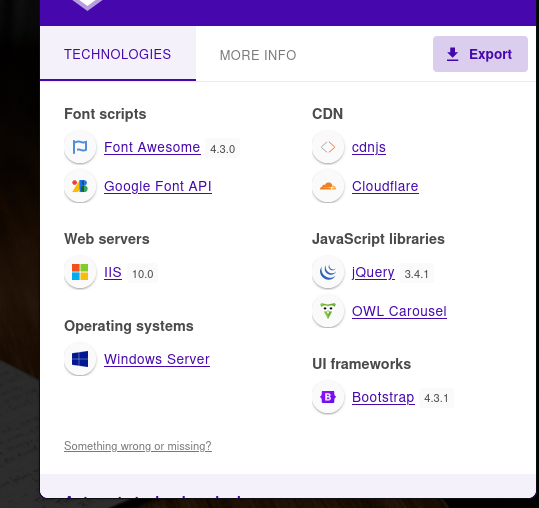 TECHNOLOGIES
MORE INFO
Export
Font scripts
Font Awesome 4.3.0
Google Font API
Web servers
IIS 10.0
Operating systems
Windows Server
Something wrong or missing?
CDN
cdnjs
Cloudflare
JavaScript libraries
jQuery 3.4.1
OWL Carousel
UI frameworks
Bootstrap 4.3.1